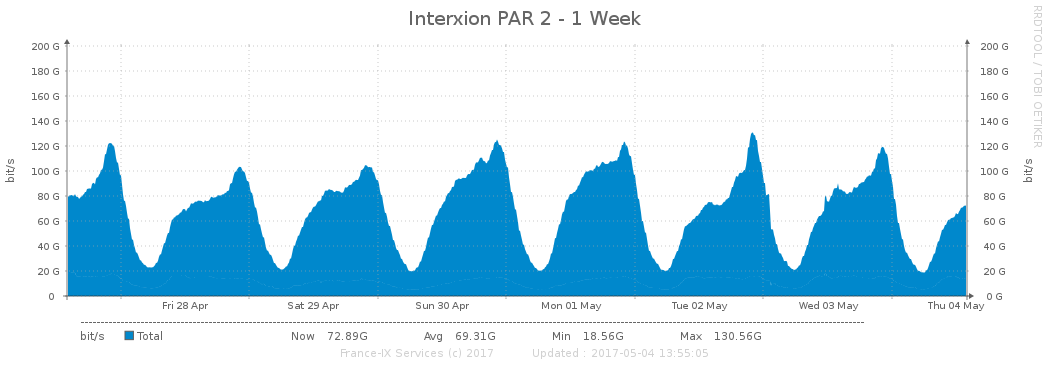 Interxion PAR 2 - 1 Week
RRDTOOL / TOBI OETIKER
bit/s
200 G 200 G
180 G 180 G
160 G 160 G
140 G 140 G
120 G 120 G
100 G 100 G
80 G 80 G
60 G 60 G
40 G 40 G
20 G 20 G
0 0 G
bit/s
Fri 28 Apr Sat 29 Apr Sun 30 Apr Mon 01 May Tue 02 May Wed 03 May Thu 04 May
bit/s Total Now 72.89G Avg 69.31G Min 18.56G Max 130.56G
France-IX Services (c) 2017 Updated : 2017-05-04 13:55:05